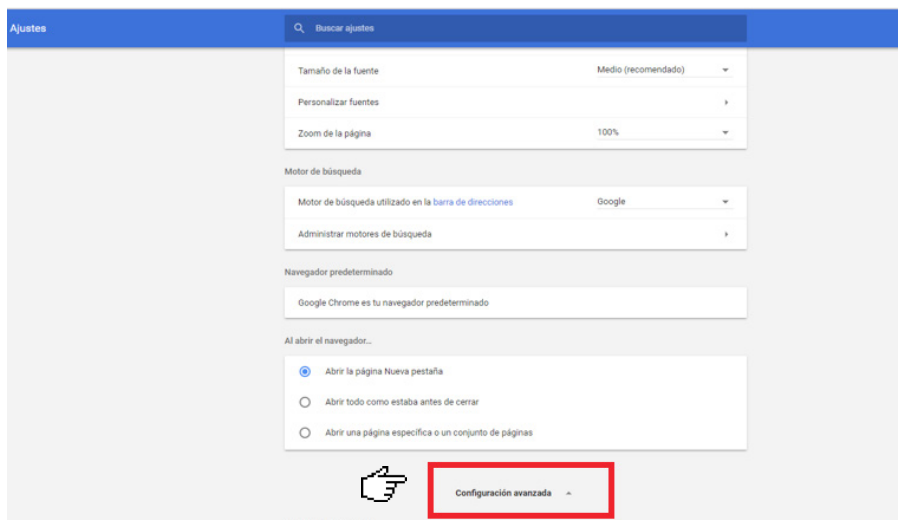 Ajustes
Buscar ajustes
Tamaño de la fuente Medio (recomendado)
Personalizar fuentes
Zoom de la página 100%
Motor de búsqueda
Motor de búsqueda utilizado en la barra de direcciones Google
Administrar motores de búsqueda
Navegador predeterminado
Google Chrome es tu navegador predeterminado
Al abrir el navegador...
Abrir la página Nueva pestaña
Abrir todo como estaba antes de cerrar
Abrir una página específica o un conjunto de páginas
Configuración avanzada